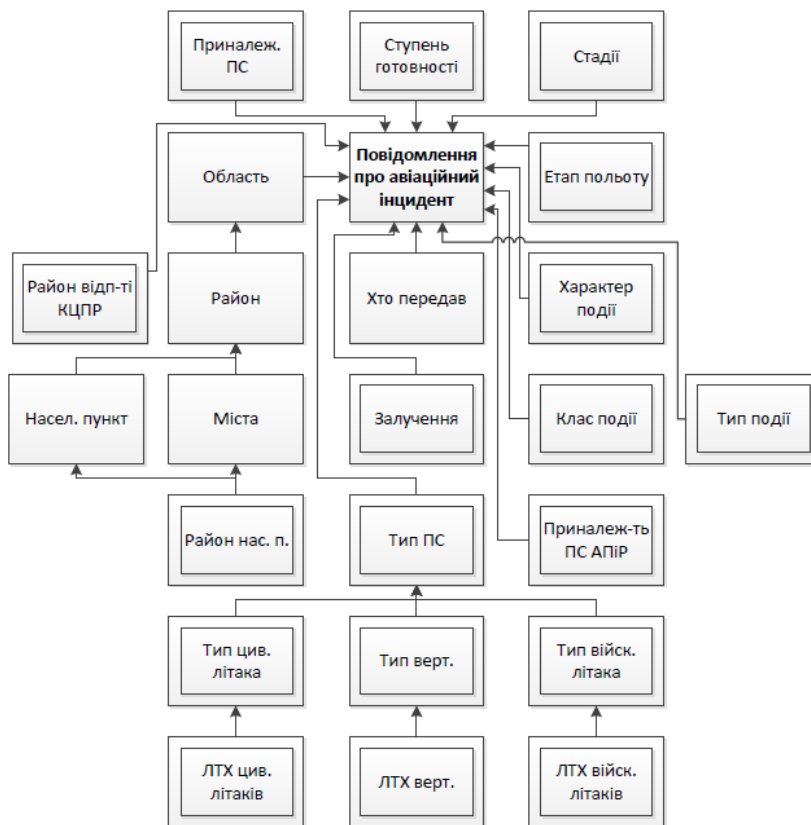 Приналеж.
ПС
Ступень
готовності
Стадії
Область
Повідомлення
про авіаційний
інцидент
Етап польоту
Район відп-ті
КЦПР
Район
Хто передав
Характер
події
Насел. пункт
Міста
Залучення
Клас події
Тип події
Район нас. п.
Тип ПС
Приналеж-ть
ПС АПіР
Тип цив.
літака
Тип верт.
Тип військ.
літака
ЛТХ цив.
літаків
ЛТХ верт.
ЛТХ військ.
літаків